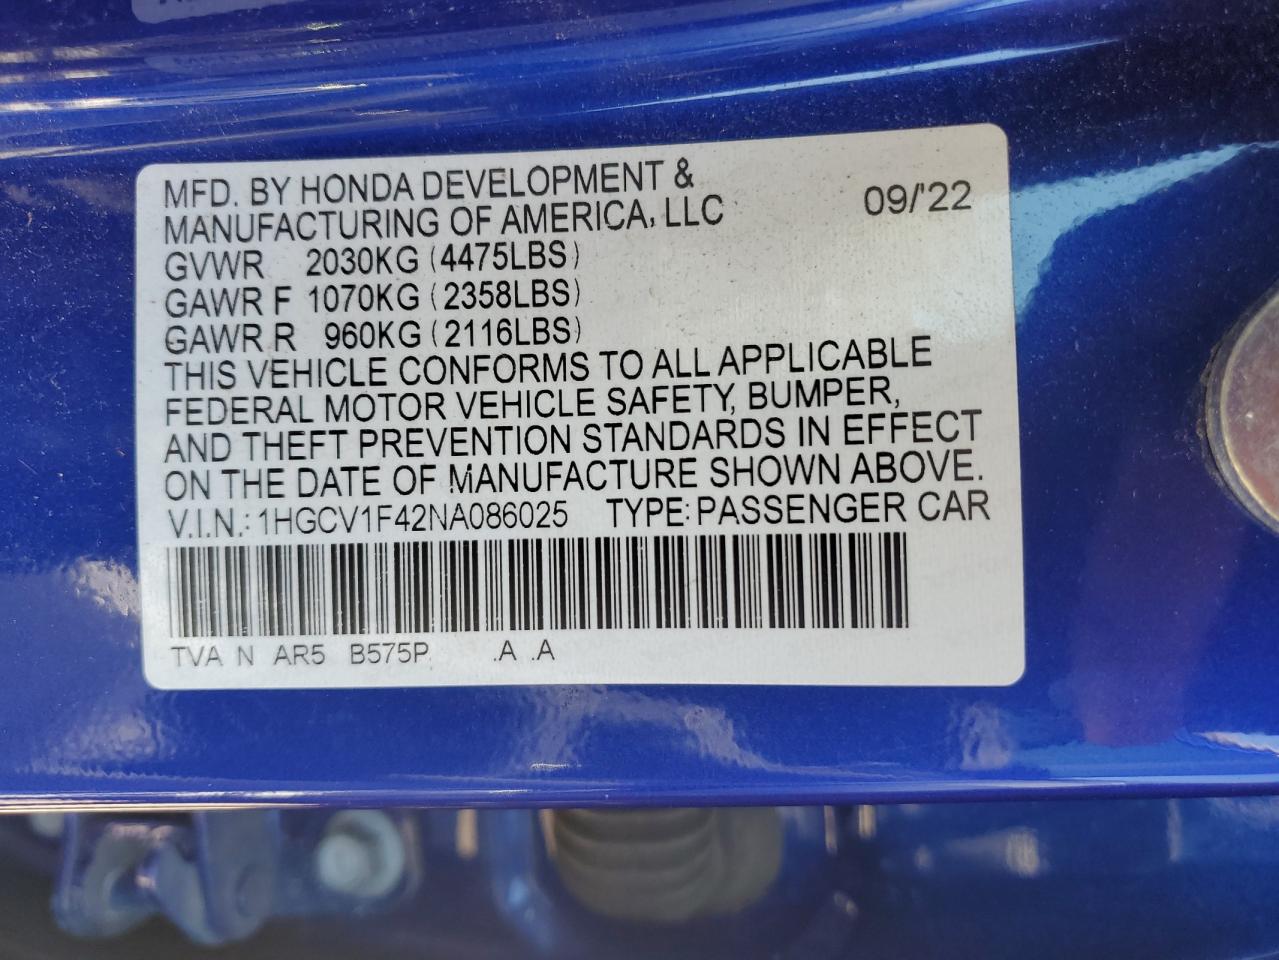 MFD. BY HONDA DEVELOPMENT &
MANUFACTURING OF AMERICA, LLC 09/'22
GVWR 2030KG (4475LBS)
GAWR F 1070KG (2358LBS)
GAWR R 960KG (2116LBS)
THIS VEHICLE CONFORMS TO ALL APPLICABLE
FEDERAL MOTOR VEHICLE SAFETY, BUMPER,
AND THEFT PREVENTION STANDARDS IN EFFECT
ON THE DATE OF MANUFACTURE SHOWN ABOVE.
V.I.N.: 1HGCV1F42NA086025 TYPE: PASSENGER CAR
TVA N AR5 B575P .A .A